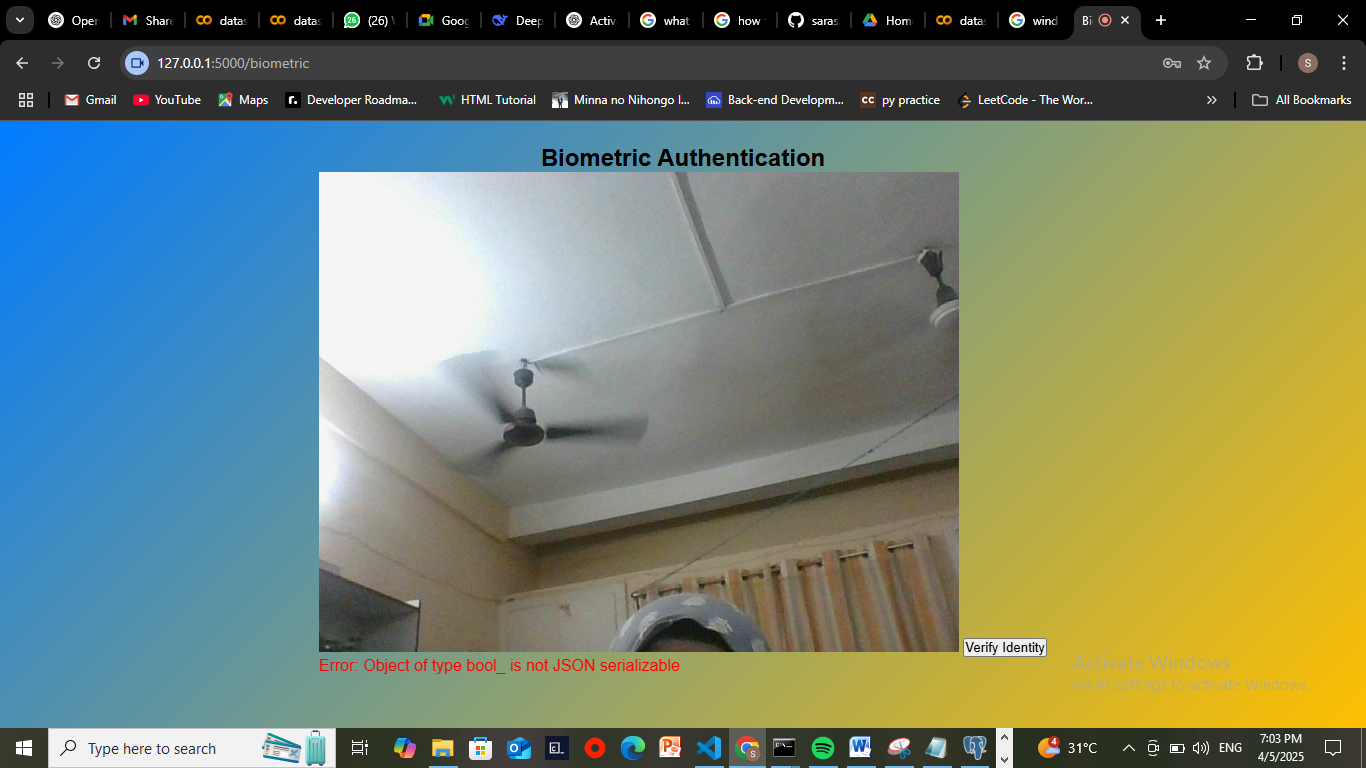 Oper
Share
datas
datas
26
(26) \
Goog
Deep
Activ
what
how
saras
Hom
datas
wind
Bi
127.0.0.1:5000/biometric
S
Gmail
YouTube
Maps
r.
Developer Roadma...
HTML Tutorial
Minna no Nihongo I...
Back-end Developm...
CC
py practice
LeetCode - The Wor...
»
All Bookmarks
Biometric Authentication
Verify Identity
Error: Object of type bool_ is not JSON serializable
Activate Windows
Go to Settings to activate Windows.
Type here to search
4
31°C
ENG
7:03 PM
4/5/2025